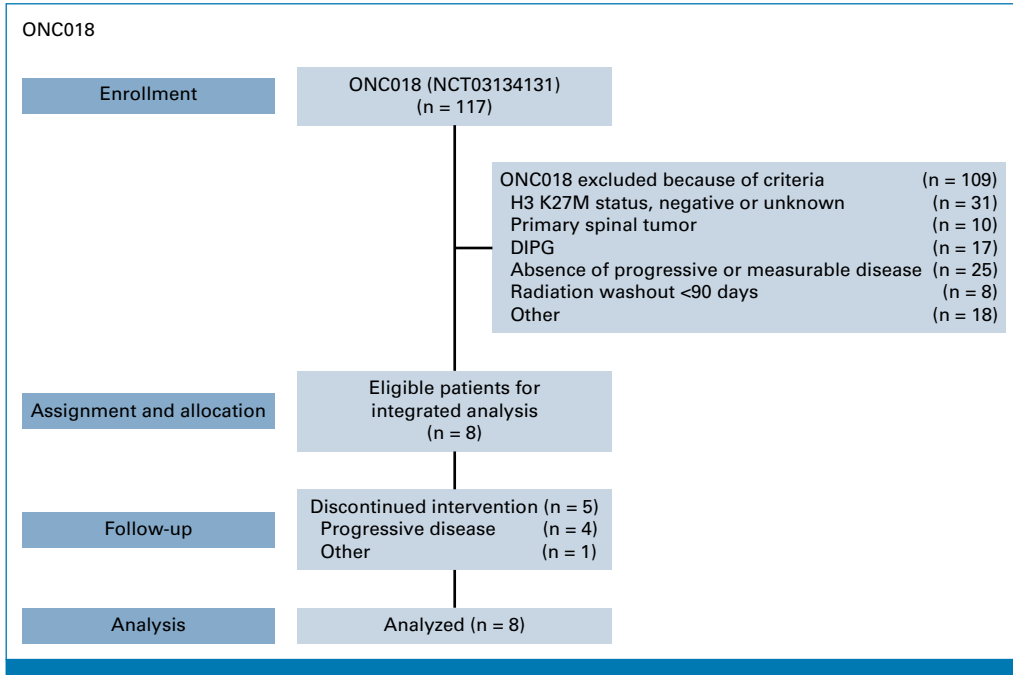 ONC018
Enrollment
ONC018 (NCT03134131)
(n = 117)
ONC018 excluded because of criteria (n = 109)
H3 K27M status, negative or unknown (n = 31)
Primary spinal tumor (n = 10)
DIPG (n = 17)
Absence of progressive or measurable disease (n = 25)
Radiation washout <90 days (n = 8)
Other (n = 18)
Assignment and allocation
Eligible patients for
integrated analysis
(n = 8)
Follow-up
Discontinued intervention (n = 5)
Progressive disease (n = 4)
Other (n = 1)
Analysis
Analyzed (n = 8)